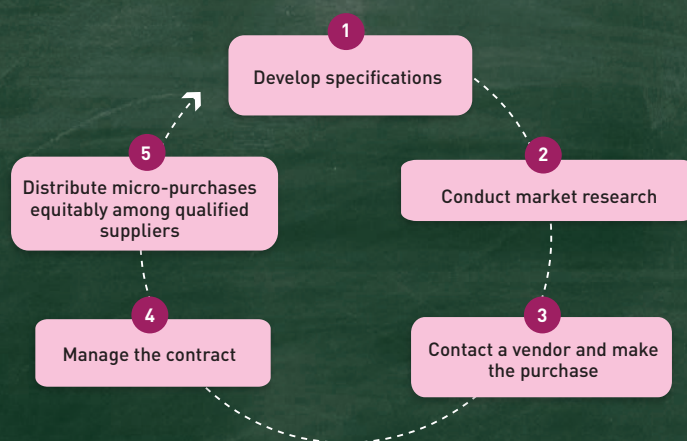 1
Develop specifications
2
Conduct market research
3
Contact a vendor and make
the purchase
4
Manage the contract
5
Distribute micro-purchases
equitably among qualified
suppliers